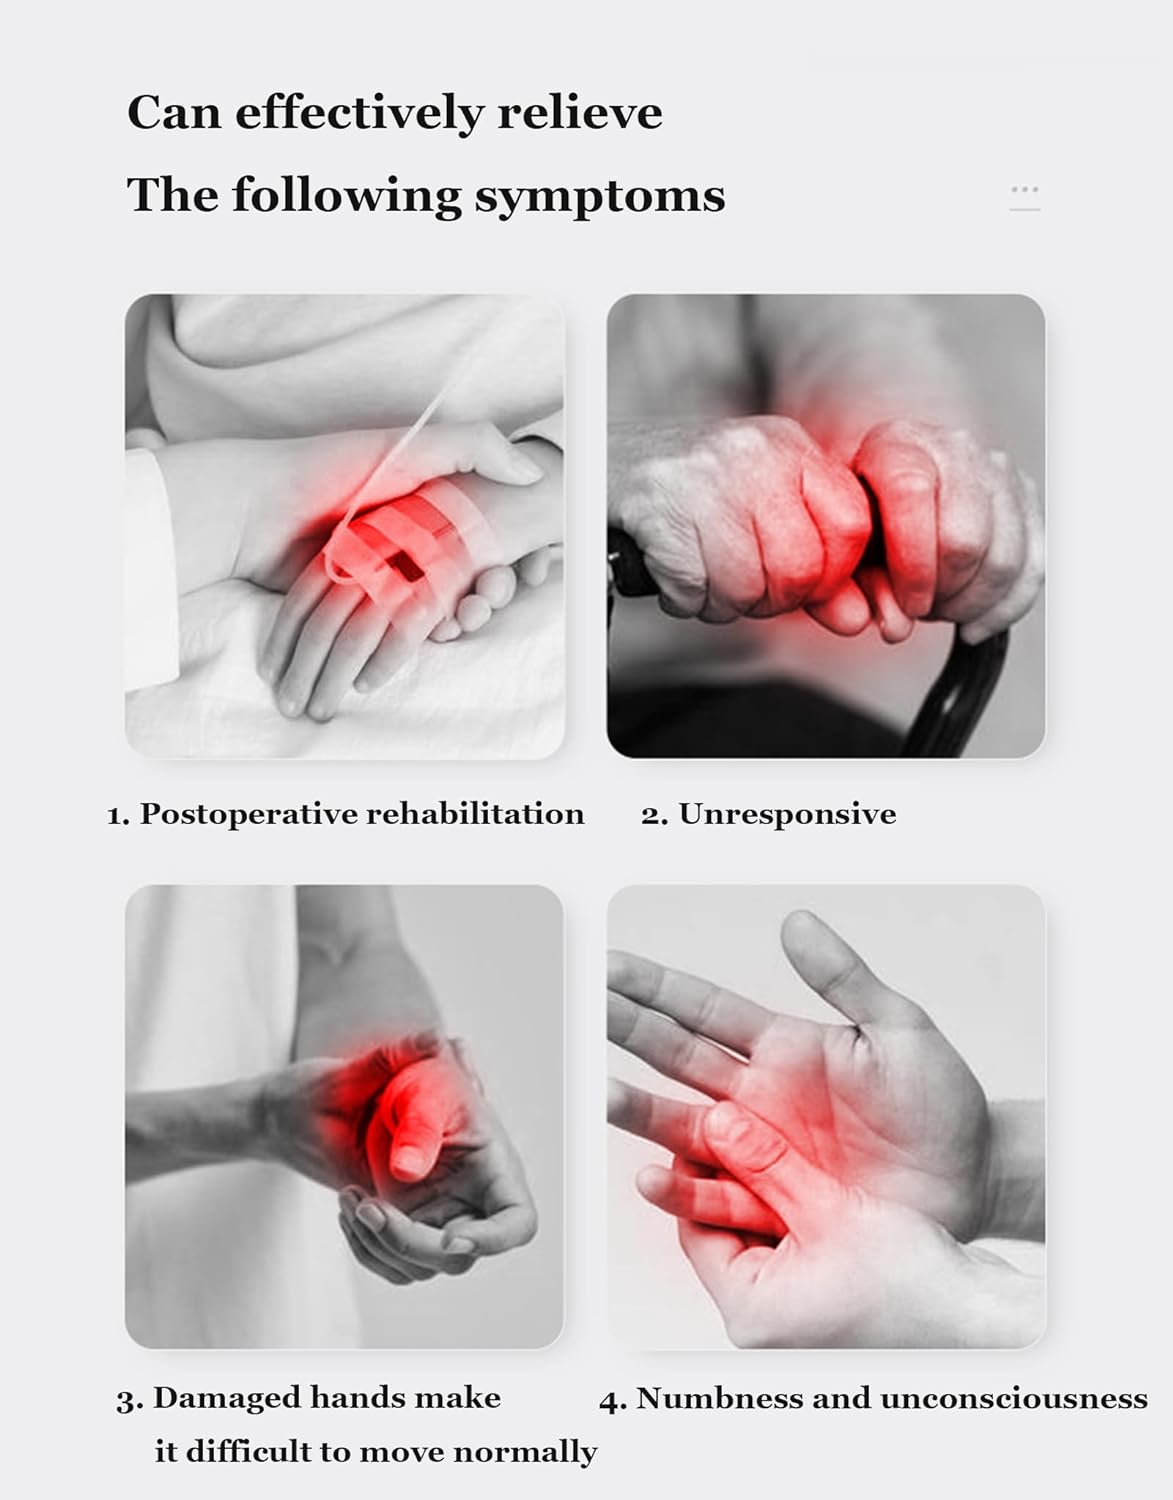 Can effectively relieve
The following symptoms
1. Postoperative rehabilitation
2. Unresponsive
3. Damaged hands make
it difficult to move normally
4. Numbness and unconsciousness